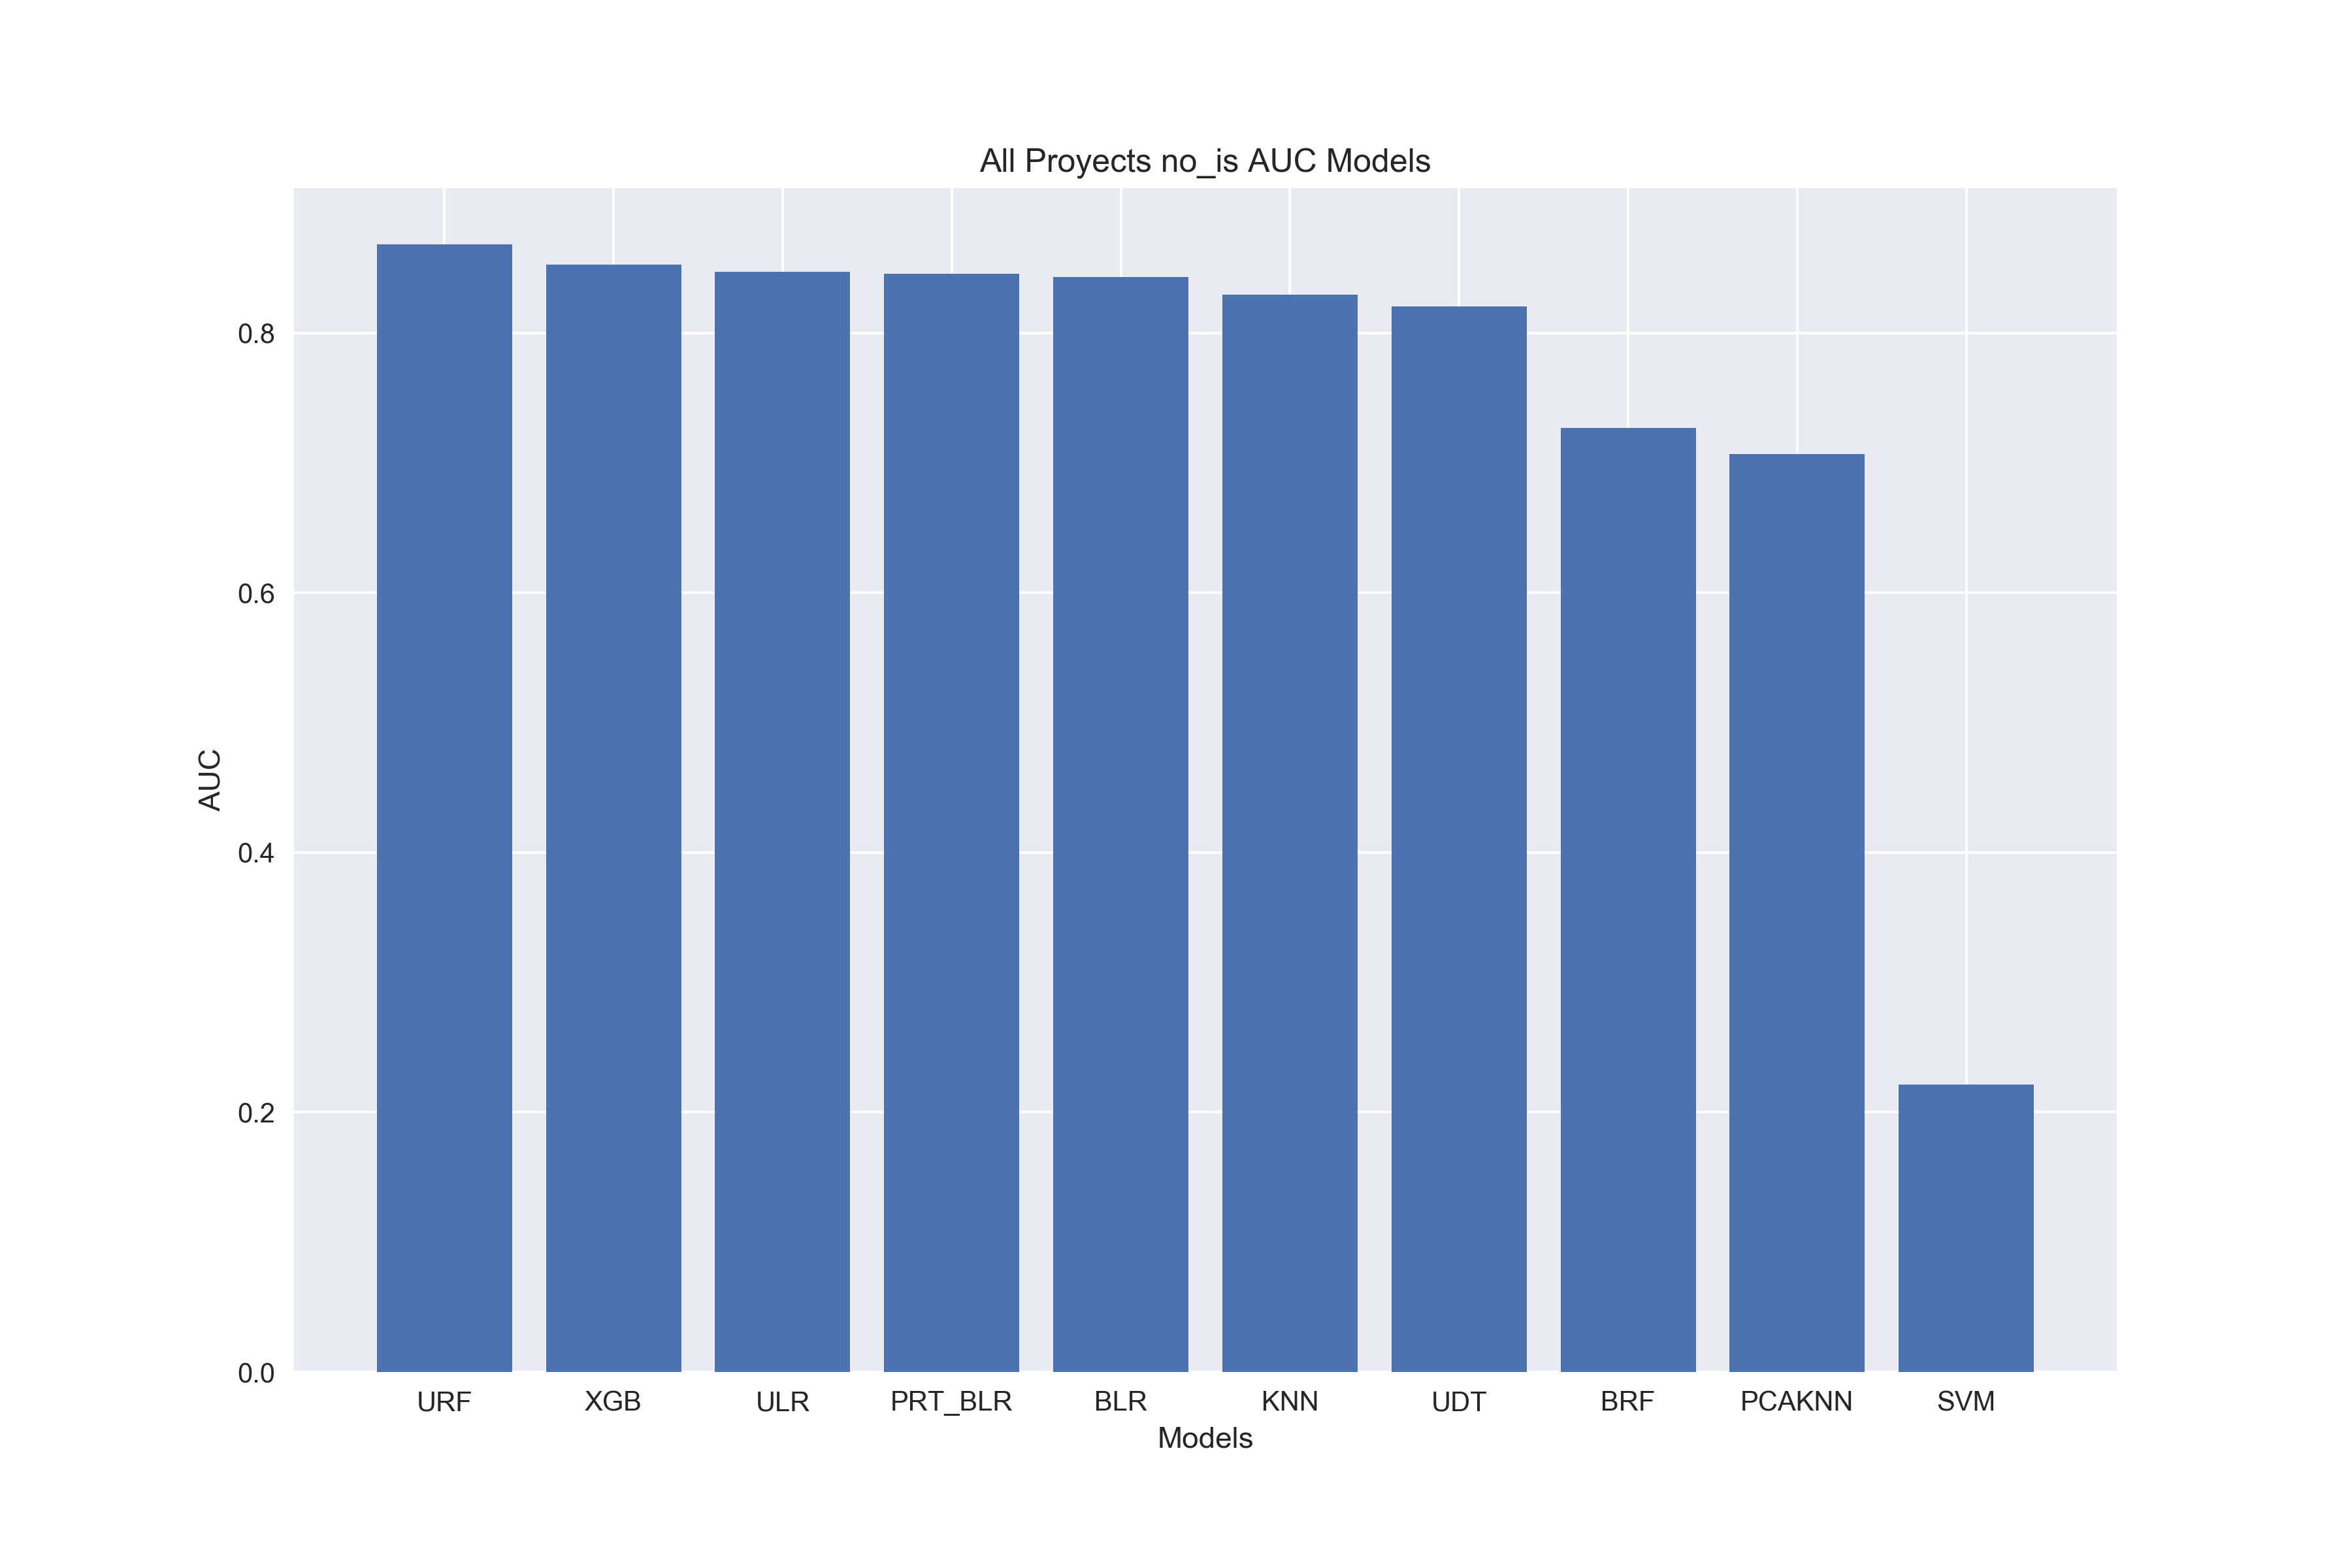 All Proyects no_is AUC Models
0.8
0.6
0.4
0.2
0.0
AUC
URF XGB ULR PRT_BLR BLR KNN UDT BRF PCAKNN SVM
Models